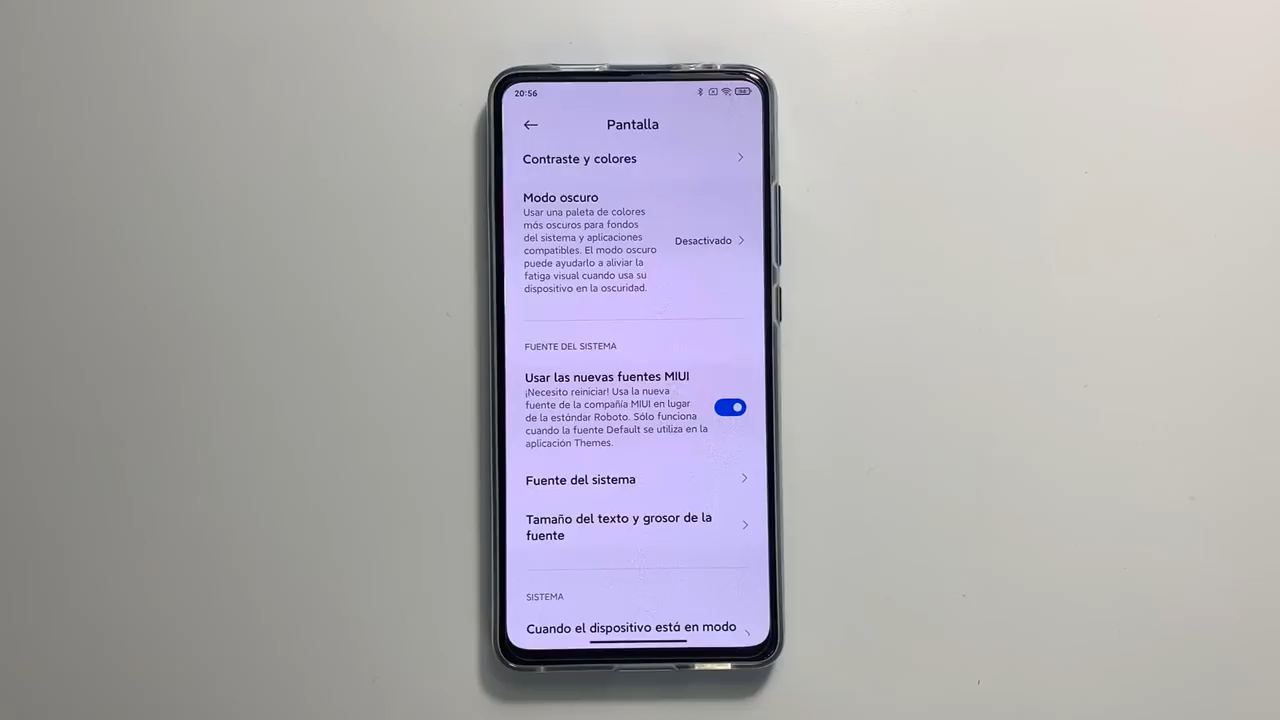 20:56
Pantalla
Contraste y colores
Modo oscuro
Usar una paleta de colores
más oscuros para fondos
del sistema y aplicaciones
compatibles. El modo oscuro
puede ayudarlo a aliviar la
fatiga visual cuando usa su
dispositivo en la oscuridad.
Desactivado
FUENTE DEL SISTEMA
Usar las nuevas fuentes MIUI
¡Necesito reiniciar! Usa la nueva
fuente de la compañía MIUI en lugar
de la estándar Roboto. Sólo funciona
cuando la fuente Default se utiliza en la
aplicación Themes.
Fuente del sistema
Tamaño del texto y grosor de la
fuente
SISTEMA
Cuando el dispositivo está en modo